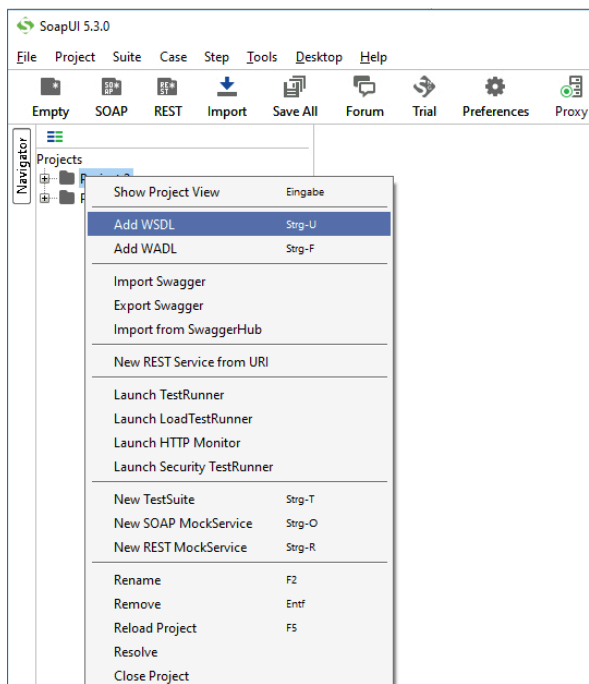 SoapUI 5.3.0
File Project Suite Case Step Tools Desktop Help
Empty SOAP REST Import Save All Forum Trial Preferences Proxy
Navigator
Projects
Show Project View Eingabe
Add WSDL Strg-U
Add WADL Strg-F
Import Swagger
Export Swagger
Import from SwaggerHub
New REST Service from URI
Launch TestRunner
Launch LoadTestRunner
Launch HTTP Monitor
Launch Security TestRunner
New TestSuite Strg-T
New SOAP MockService Strg-O
New REST MockService Strg-R
Rename F2
Remove Entf
Reload Project F5
Resolve
Close Project